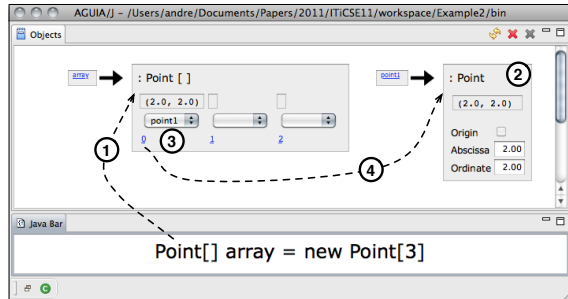 AGUIA/J – /Users/andre/Documents/Papers/2011/ITiCSE11/workspace/Example2/bin
Objects
array
: Point [ ]
point1
: Point
2
(2.0, 2.0)
(2.0, 2.0)
point1
Origin
1
0
3
1
2
4
Abscissa 2.00
Ordinate 2.00
Java Bar
Point[] array = new Point[3]